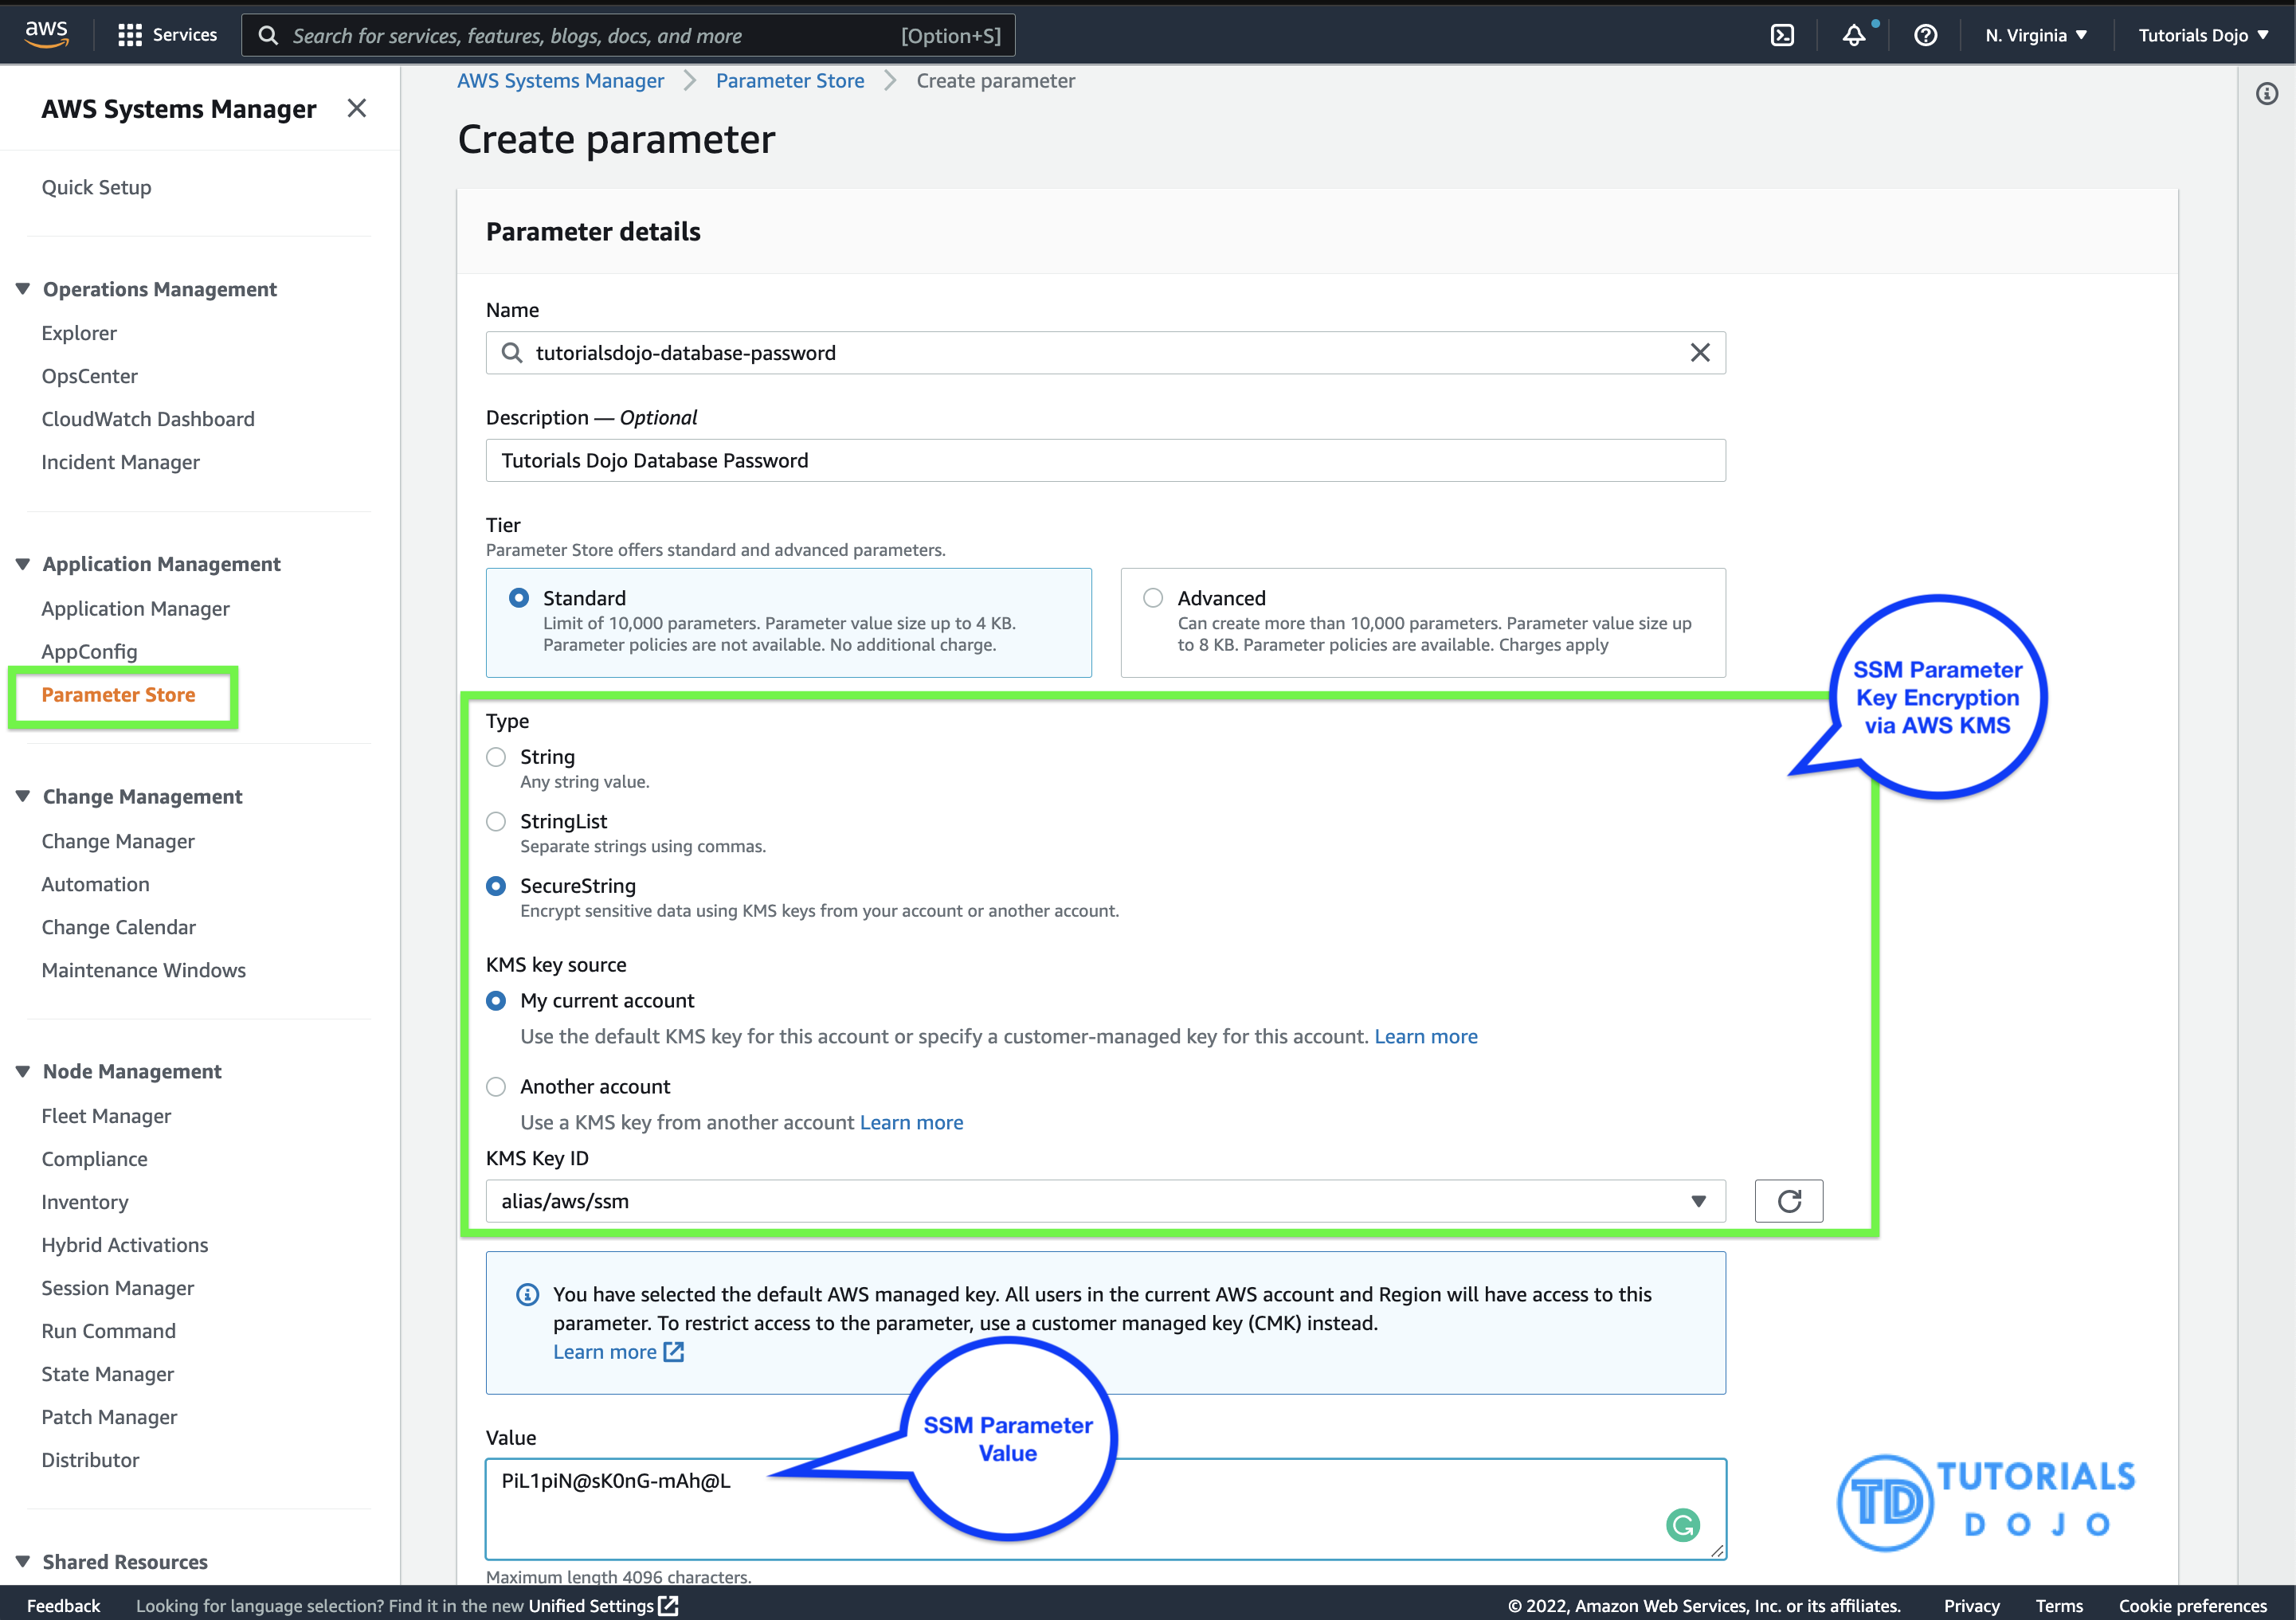 aws
Services
Search for services, features, blogs, docs, and more
[Option+S]
N. Virginia
Tutorials Dojo
AWS Systems Manager
Quick Setup
Operations Management
Explorer
OpsCenter
CloudWatch Dashboard
Incident Manager
Application Management
Application Manager
AppConfig
Parameter Store
Change Management
Change Manager
Automation
Change Calendar
Maintenance Windows
Node Management
Fleet Manager
Compliance
Inventory
Hybrid Activations
Session Manager
Run Command
State Manager
Patch Manager
Distributor
Shared Resources
AWS Systems Manager
Parameter Store
Create parameter
Create parameter
Parameter details
Name
tutorialsdojo-database-password
Description — Optional
Tutorials Dojo Database Password
Tier
Parameter Store offers standard and advanced parameters.
Standard
Limit of 10,000 parameters. Parameter value size up to 4 KB.
Parameter policies are not available. No additional charge.
Advanced
Can create more than 10,000 parameters. Parameter value size up
to 8 KB. Parameter policies are available. Charges apply
SSM Parameter
Key Encryption
via AWS KMS
Type
String
Any string value.
StringList
Separate strings using commas.
SecureString
Encrypt sensitive data using KMS keys from your account or another account.
KMS key source
My current account
Use the default KMS key for this account or specify a customer-managed key for this account. Learn more
Another account
Use a KMS key from another account Learn more
KMS Key ID
alias/aws/ssm
You have selected the default AWS managed key. All users in the current AWS account and Region will have access to this
parameter. To restrict access to the parameter, use a customer managed key (CMK) instead.
Learn more
SSM Parameter
Value
Value
PiL1piN@sK0nG-mAh@L
Maximum length 4096 characters.
TD
TUTORIALS
DOJO
Feedback
Looking for language selection? Find it in the new Unified Settings
© 2022, Amazon Web Services, Inc. or its affiliates.
Privacy
Terms
Cookie preferences